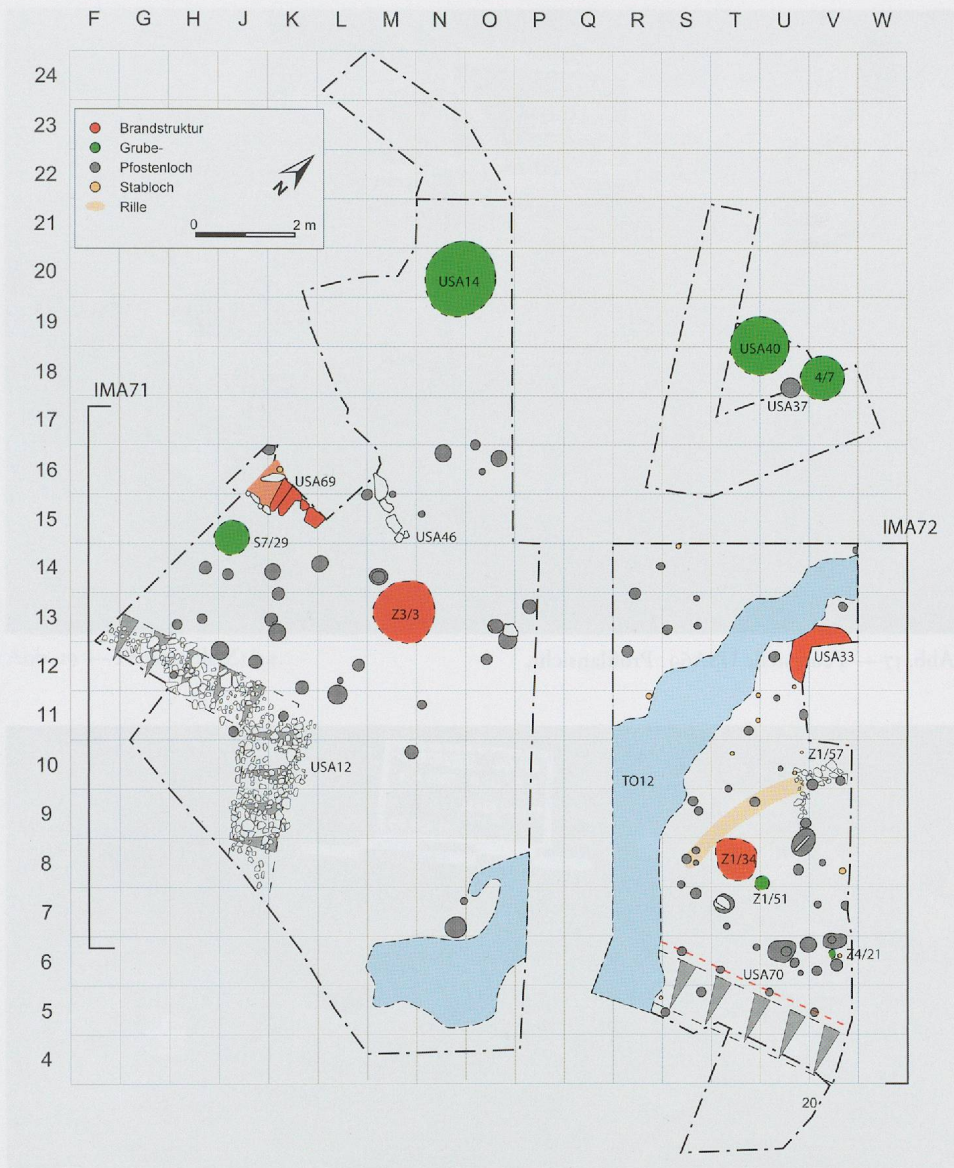 F G H J K L M N O P Q R S T U V W
24
23
22
21
20
19
18
17
16
15
14
13
12
11
10
9
8
7
6
5
4
Brandstruktur
Grube-
Pfostenloch
Stabloch
Rille
N
0 2 m
USA14
USA40
4/7
USA37
IMA71
USA69
USA46
S7/29
IMA72
Z3/3
USA33
USA12
Z1/57
TO12
Z1/34
Z1/51
Z4/21
USA70
20